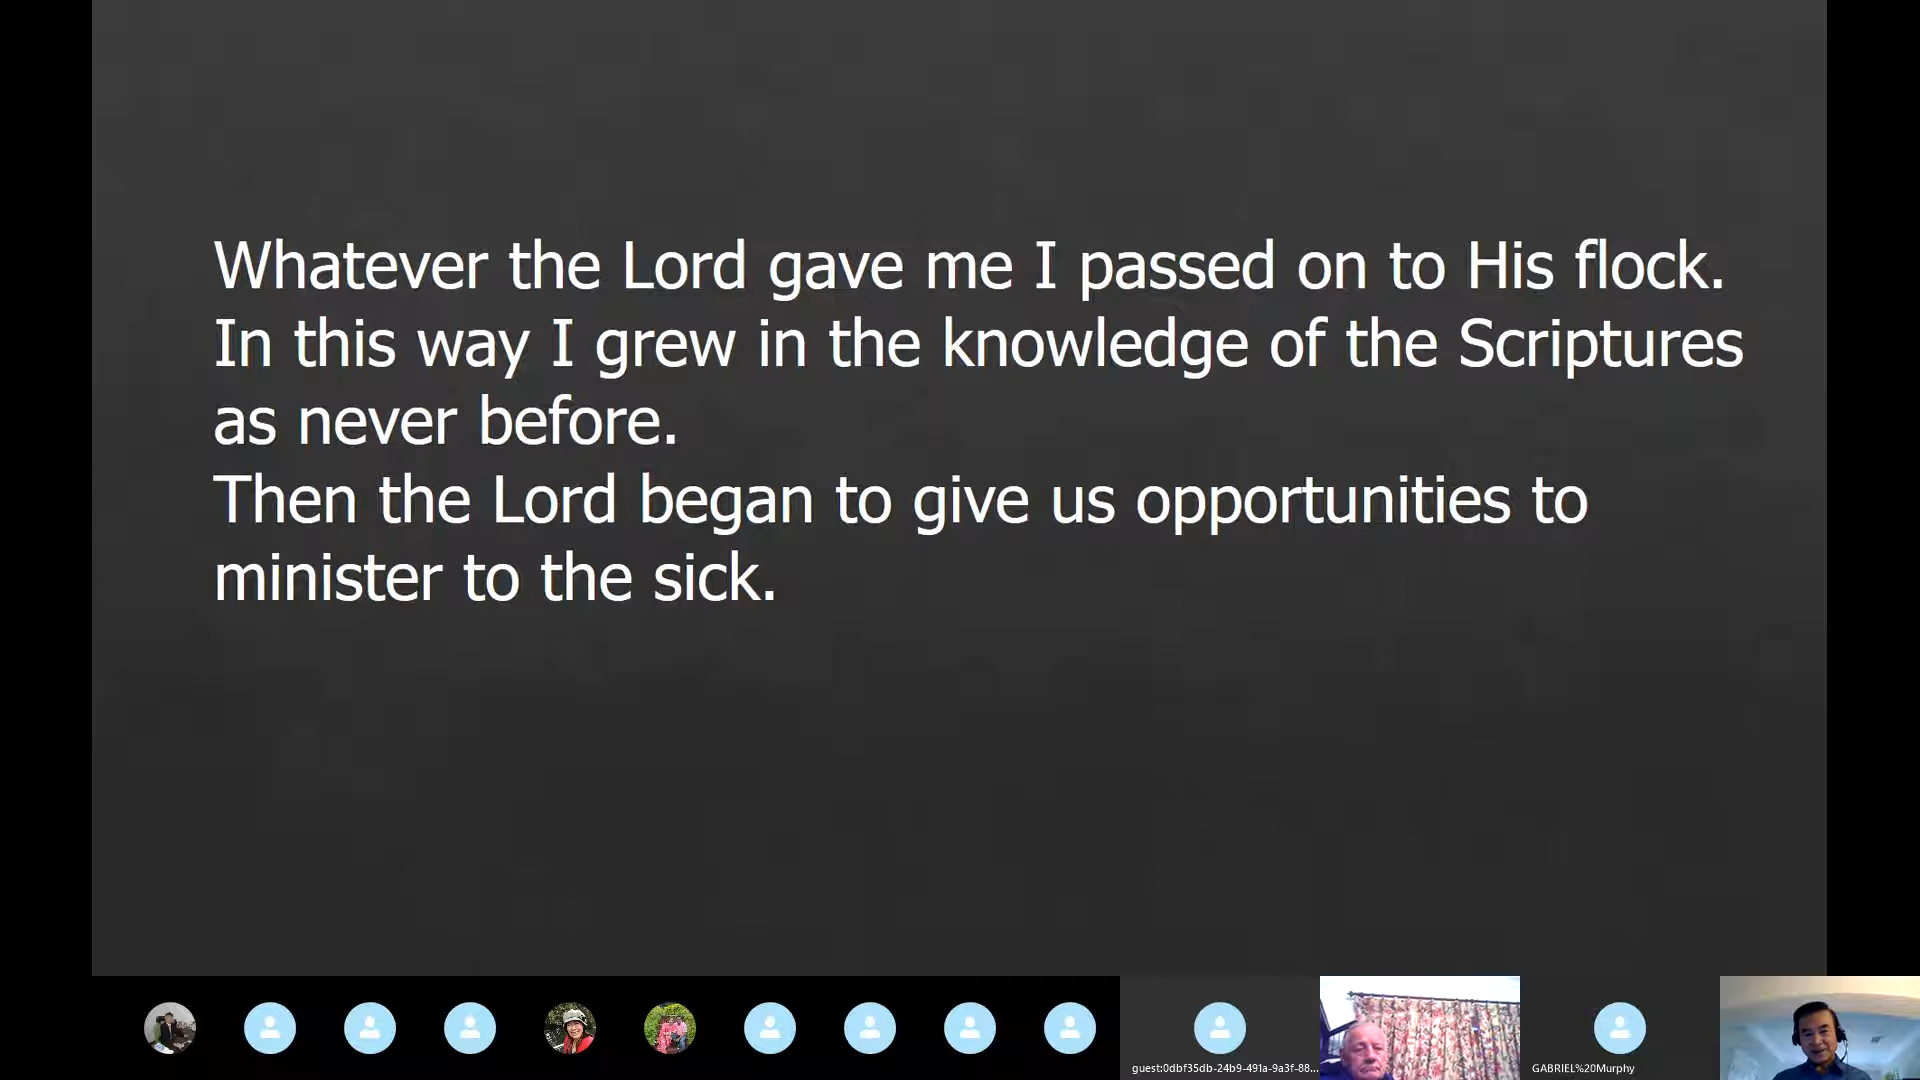 Whatever the Lord gave me I passed on to His flock.
In this way I grew in the knowledge of the Scriptures
as never before.
Then the Lord began to give us opportunities to
minister to the sick.
guest:0dbf35db-24b9-491a-9a3f-88...
GABRIEL%20Murphy